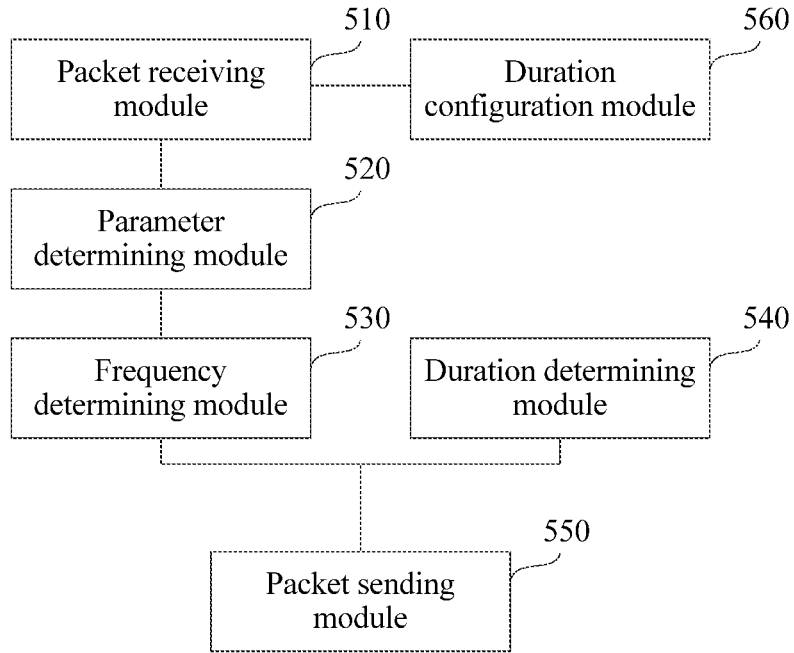 510
560
Packet receiving
module
Duration
configuration module
520
Parameter
determining module
530
540
Frequency
determining module
Duration determining
module
550
Packet sending
module